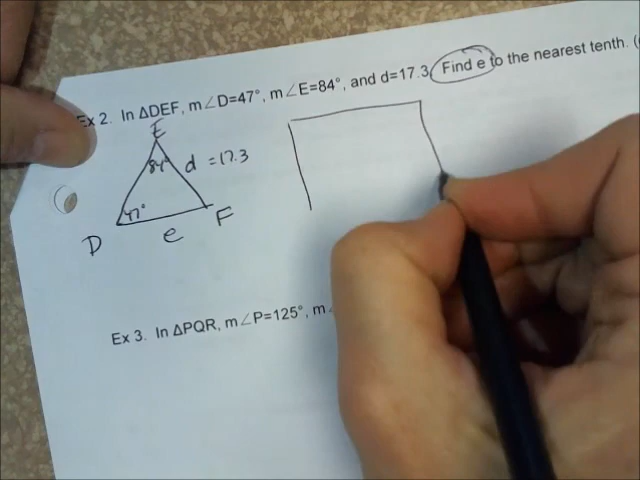 Ex 2. In ΔDEF, m∠D=47°, m∠E=84°, and d=17.3. Find e to the nearest tenth.
E
84° d =17.3
47°
D e F
Ex 3. In ΔPQR, m∠P=125°,